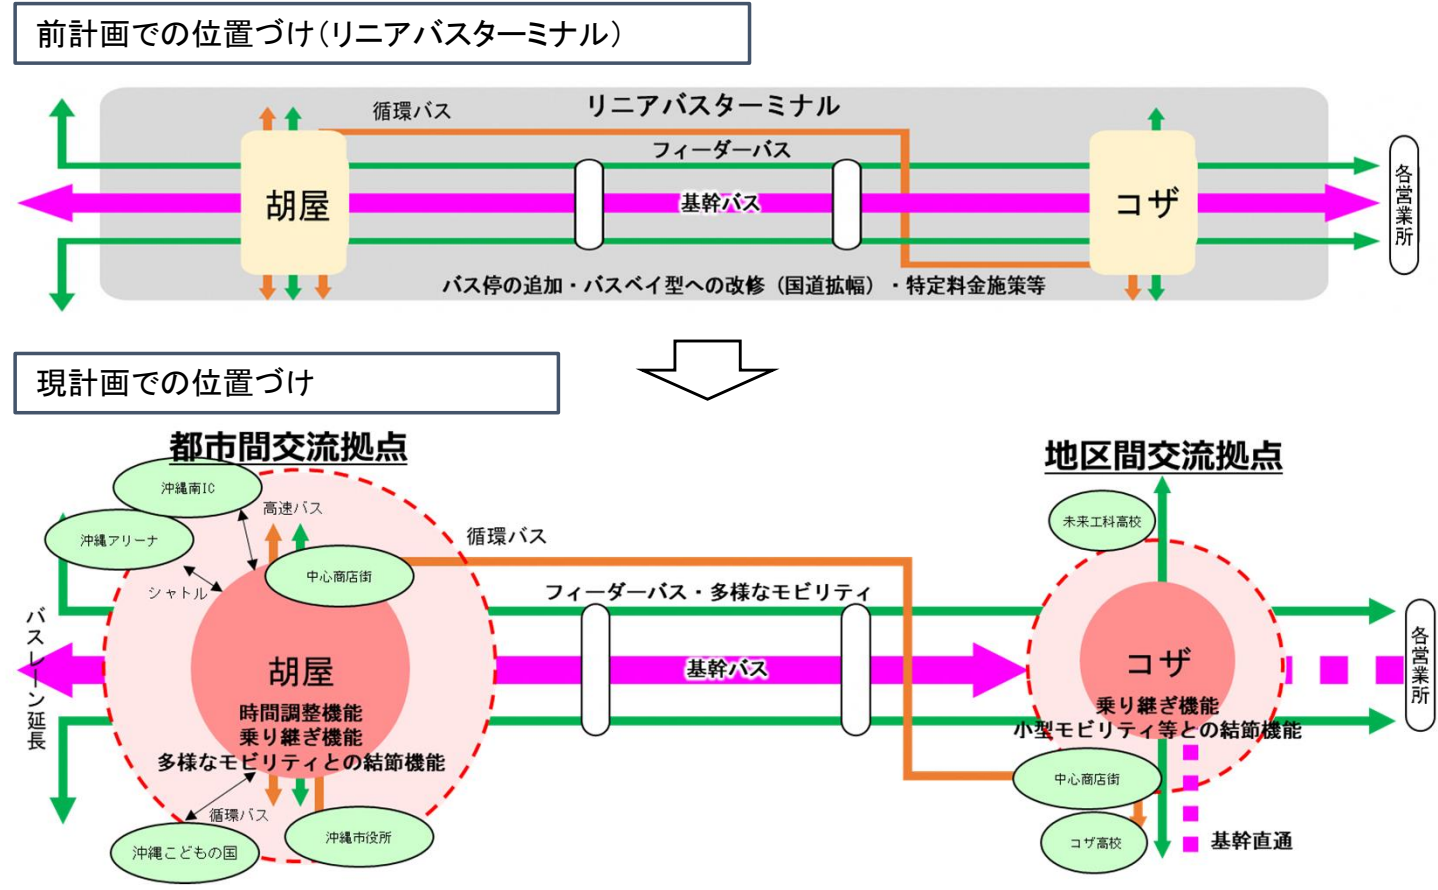 前計画での位置づけ（リニアバスターミナル）
循環バス
リニアバスターミナル
フィーダーバス
胡屋
基幹バス
コザ
各営業所
バス停の追加・バスベイ型への改修（国道拡幅）・特定料金施策等
現計画での位置づけ
都市間交流拠点
地区間交流拠点
沖縄南IC
高速バス
沖縄アリーナ
未来工科高校
循環バス
中心商店街
シャトル
フィーダーバス・多様なモビリティ
バスレーン延長
胡屋
基幹バス
コザ
各営業所
時間調整機能
乗り継ぎ機能
多様なモビリティとの結節機能
乗り継ぎ機能
小型モビリティ等との結節機能
中心商店街
循環バス
沖縄市役所
沖縄こどもの国
コザ高校
基幹直通